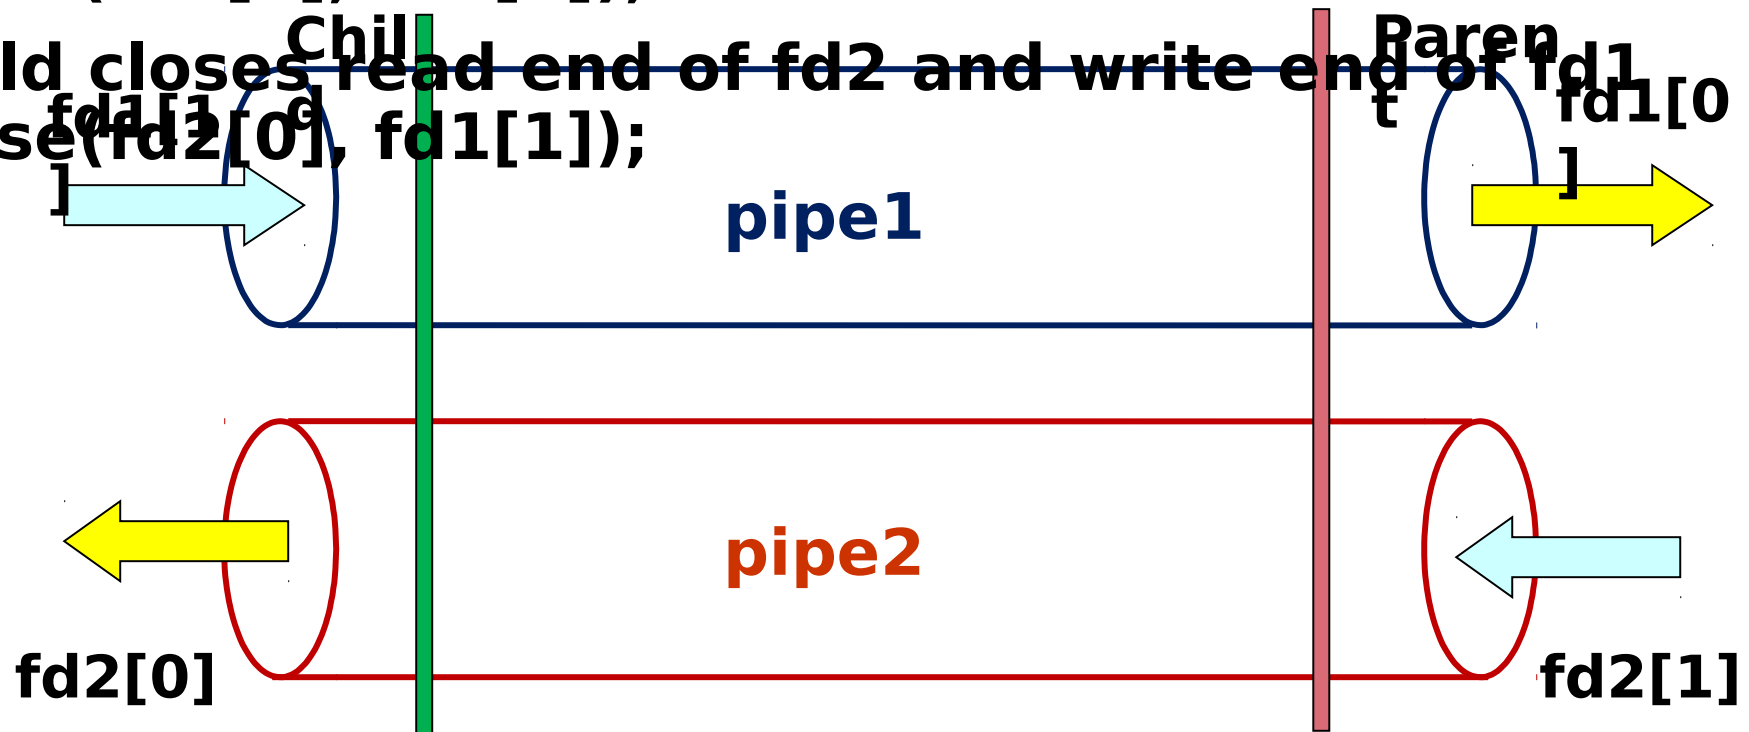 Chil
d
Paren
t
ld closes read end of fd2 and write end of fd1
se(fd2[0], fd1[1]);
fd1[1
]
fd1[0
]
pipe1
pipe2
fd2[0]
fd2[1]